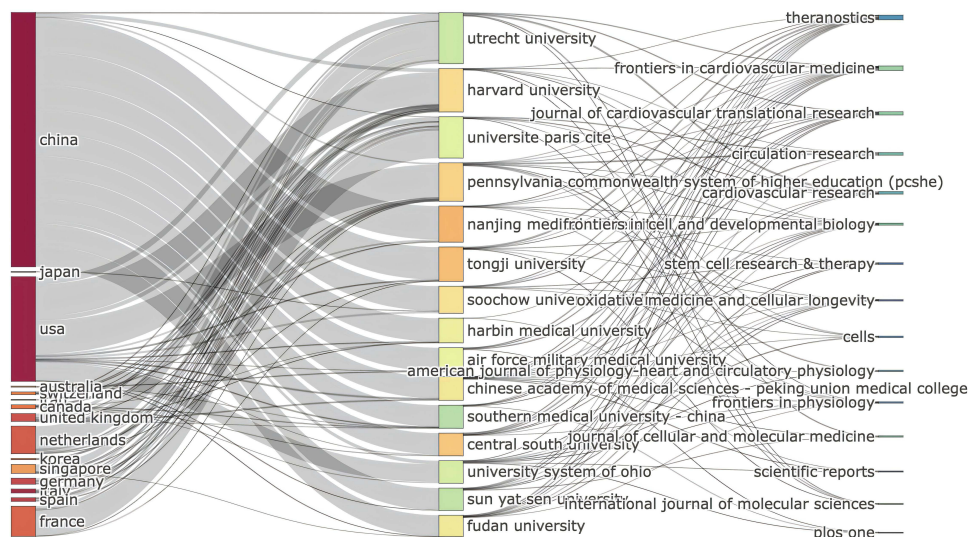 china
japan
usa
australia
switzerland
canada
united kingdom
netherlands
korea
singapore
germany
italy
spain
france
utrecht university
harvard university
universite paris cite
pennsylvania commonwealth system of higher education (pcshe)
nanjing medi
tongji university
soochow unive
harbin medical university
air force military medical university
chinese academy of medical sciences - peking union medical college
southern medical university - china
central south university
university system of ohio
sun yat sen university
fudan university
theranostics
frontiers in cardiovascular medicine
journal of cardiovascular translational research
circulation research
cardiovascular research
frontiers in cell and developmental biology
stem cell research & therapy
oxidative medicine and cellular longevity
cells
american journal of physiology-heart and circulatory physiology
frontiers in physiology
journal of cellular and molecular medicine
scientific reports
international journal of molecular sciences
plos one